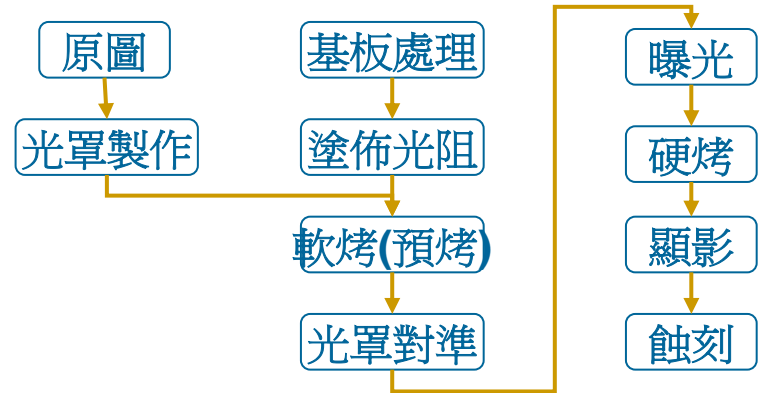 原圖
光罩製作
基板處理
塗佈光阻
軟烤(預烤)
光罩對準
曝光
硬烤
顯影
蝕刻